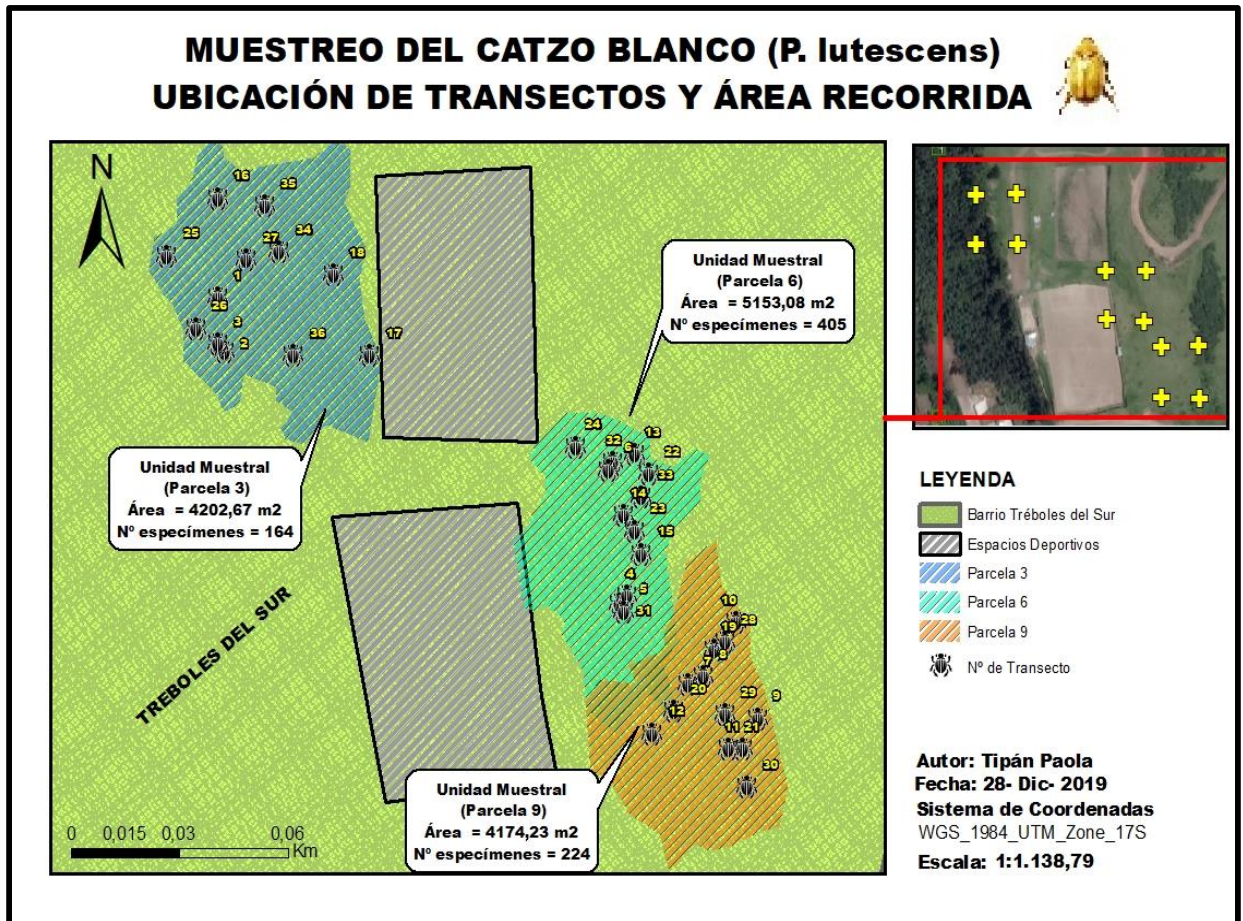 MUESTREO DEL CATZO BLANCO (P. lutescens)
UBICACIÓN DE TRANSECTOS Y ÁREA RECORRIDA
N
16
35
25
27
34
18
1
26
3
2
36
17
Unidad Muestral
(Parcela 3)
Área = 4202,67 m2
Nº especímenes = 164
Unidad Muestral
(Parcela 6)
Área = 5153,08 m2
Nº especímenes = 405
24
32
6
13
22
33
14
23
15
4
5
31
10
28
19
8
7
20
12
29
9
11
21
30
TREBOLES DEL SUR
Unidad Muestral
(Parcela 9)
Área = 4174,23 m2
Nº especímenes = 224
0 0,015 0,03 0,06
Km
LEYENDA
Barrio Tréboles del Sur
Espacios Deportivos
Parcela 3
Parcela 6
Parcela 9
Nº de Transecto
Autor: Tipán Paola
Fecha: 28- Dic- 2019
Sistema de Coordenadas
WGS_1984_UTM_Zone_17S
Escala: 1:1.138,79